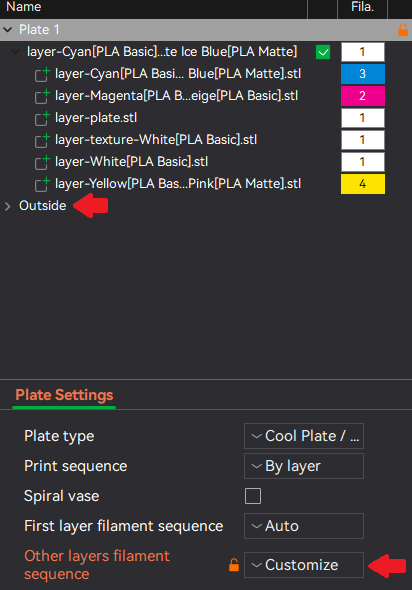 Name Fila.
Plate 1
layer-Cyan[PLA Basic]...te Ice Blue[PLA Matte] 1
layer-Cyan[PLA Basi... Blue[PLA Matte].stl 3
layer-Magenta[PLA B...eige[PLA Basic].stl 2
layer-plate.stl 1
layer-texture-White[PLA Basic].stl 1
layer-White[PLA Basic].stl 1
layer-Yellow[PLA Bas...Pink[PLA Matte].stl 4
Outside
Plate Settings
Plate type Cool Plate / ...
Print sequence By layer
Spiral vase
First layer filament sequence Auto
Other layers filament
sequence Customize